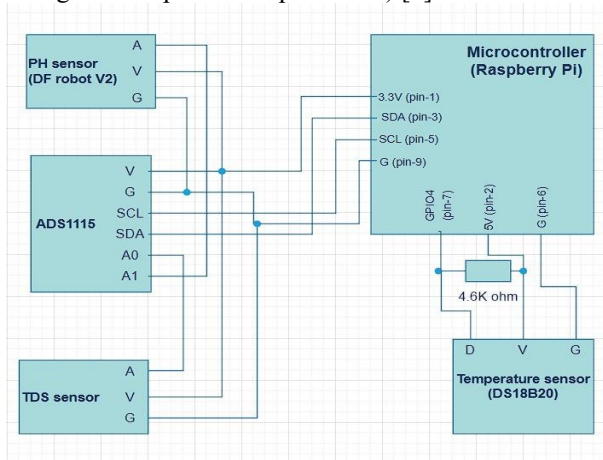 PH sensor
(DF robot V2)
A
V
G
Microcontroller
(Raspberry Pi)
3.3V (pin-1)
SDA (pin-3)
SCL (pin-5)
G (pin-9)
GPIO4
(pin-7)
5V (pin-2)
G (pin-6)
ADS1115
V
G
SCL
SDA
A0
A1
4.6K ohm
TDS sensor
A
V
G
D V G
Temperature sensor
(DS18B20)